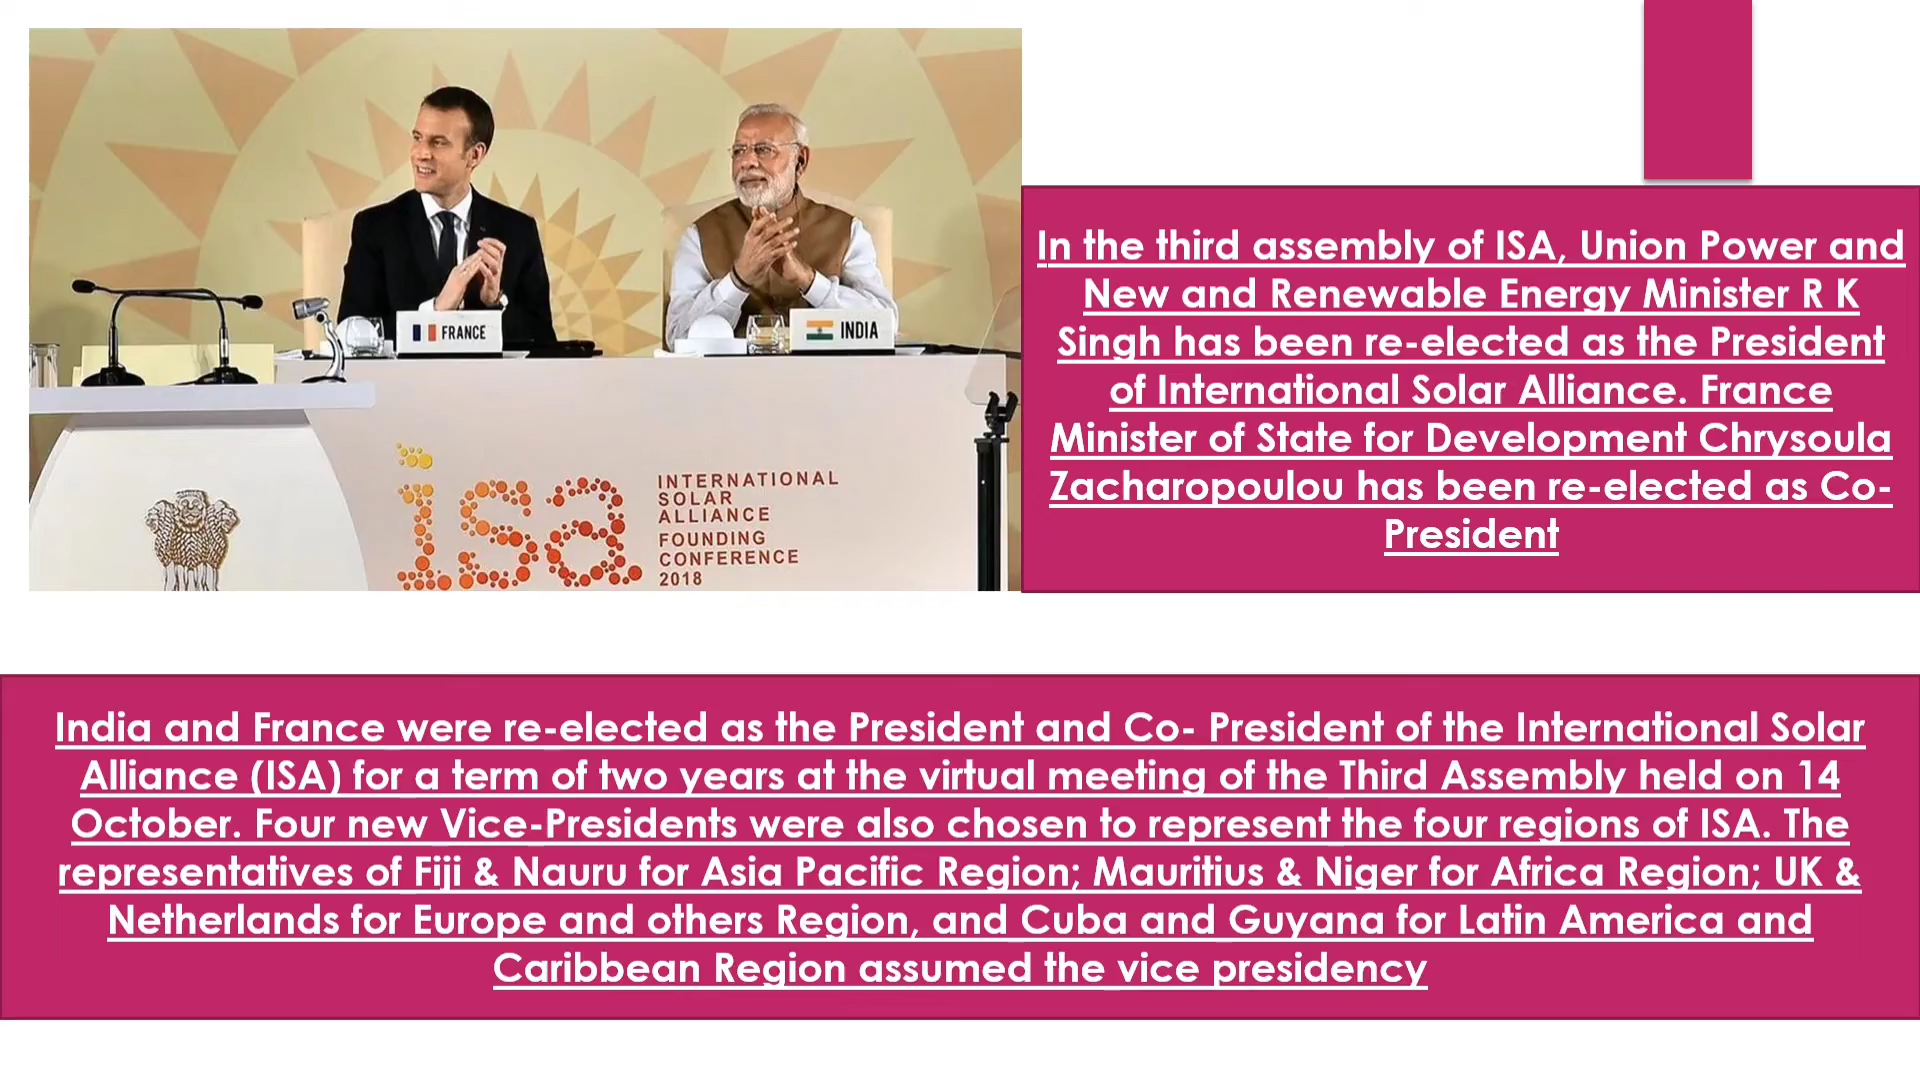 FRANCE
INDIA
isa
INTERNATIONAL
SOLAR
ALLIANCE
FOUNDING
CONFERENCE
2018
In the third assembly of ISA, Union Power and
New and Renewable Energy Minister R K
Singh has been re-elected as the President
of International Solar Alliance. France
Minister of State for Development Chrysoula
Zacharopoulou has been re-elected as Co-
President
India and France were re-elected as the President and Co- President of the International Solar
Alliance (ISA) for a term of two years at the virtual meeting of the Third Assembly held on 14
October. Four new Vice-Presidents were also chosen to represent the four regions of ISA. The
representatives of Fiji & Nauru for Asia Pacific Region; Mauritius & Niger for Africa Region; UK &
Netherlands for Europe and others Region, and Cuba and Guyana for Latin America and
Caribbean Region assumed the vice presidency